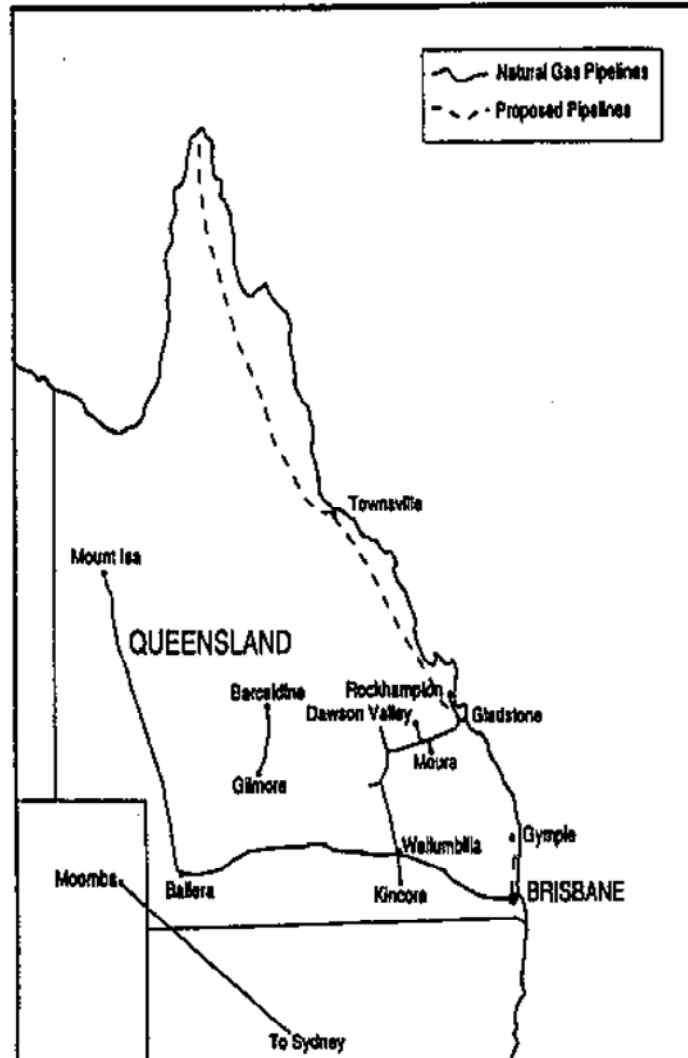 Natural Gas Pipelines
Proposed Pipelines
Townsville
Mount Isa
QUEENSLAND
Barcaldine
Rockhampton
Dawson Valley
Gladstone
Moura
Gilmore
Gympie
Wallumbilla
Moomba
Ballera
Kincora
BRISBANE
To Sydney